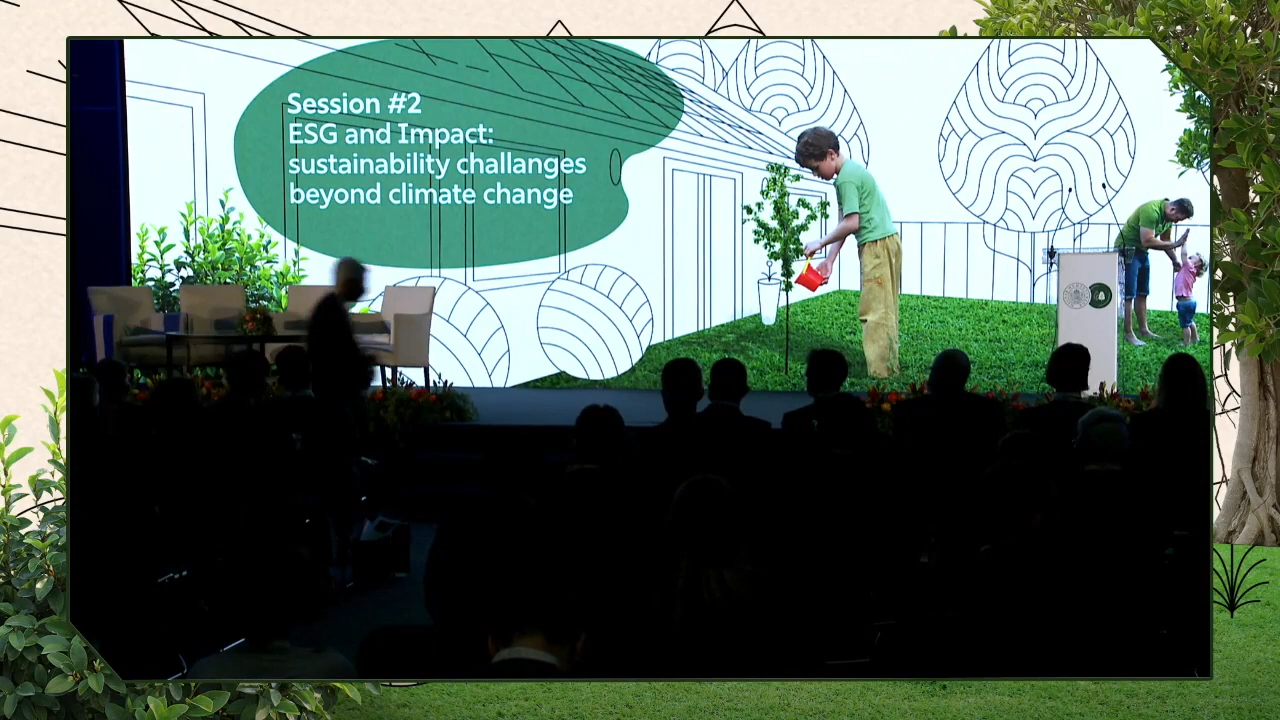 Session #2
ESG and Impact:
sustainability challanges
beyond climate change